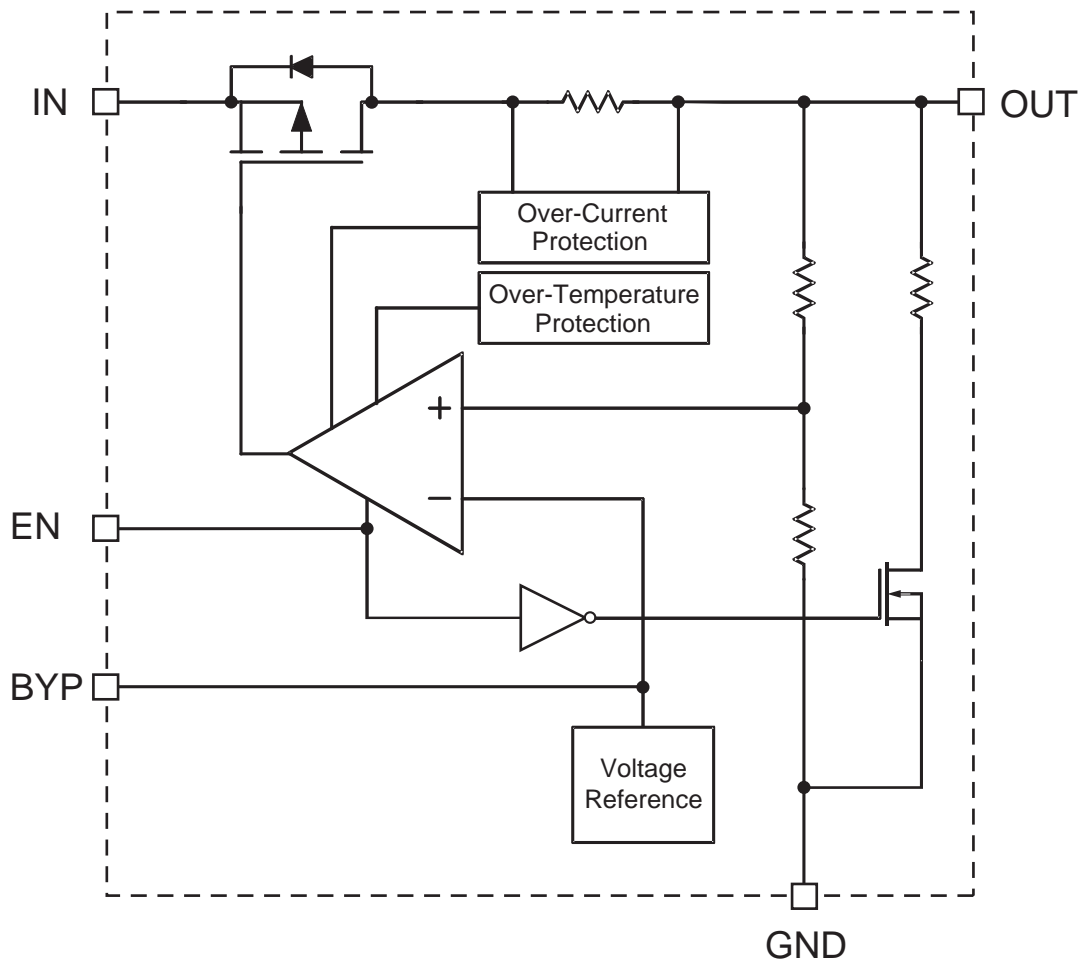 IN
OUT
Over-Current
Protection
Over-Temperature
Protection
+
−
EN
BYP
Voltage
Reference
GND